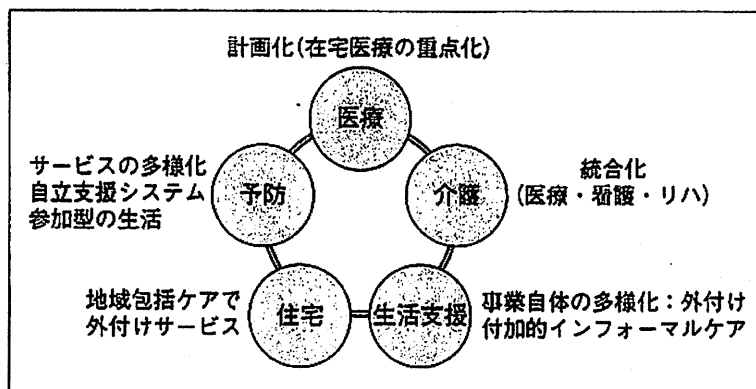 計画化(在宅医療の重点化)
医療
サービスの多様化
自立支援システム
参加型の生活
予防
介護
統合化
(医療・看護・リハ)
地域包括ケアで
外付けサービス
住宅
生活支援
事業自体の多様化：外付け
付加的インフォーマルケア